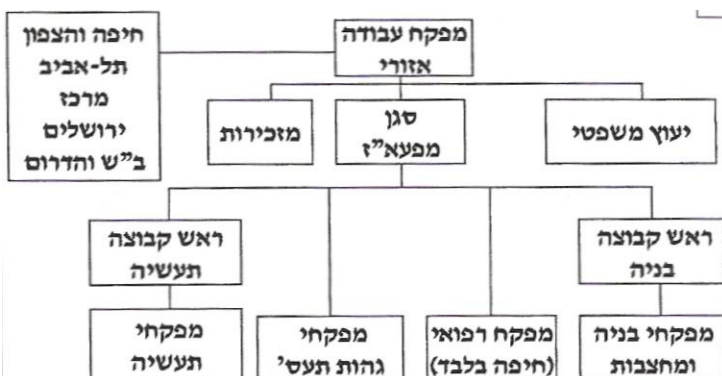 מפקח עבודה
אזורי
חיפה והצפון
תל-אביב
מרכז
ירושלים
ב"ש והדרום
יעוץ משפטי
סגן
מפעא"ז
מזכירות
ראש קבוצה
בניה
ראש קבוצה
תעשיה
מפקחי בניה
ומחצבות
מפקח רפואי
(חיפה בלבד)
מפקחי
גהות תעס'
מפקחי
תעשיה